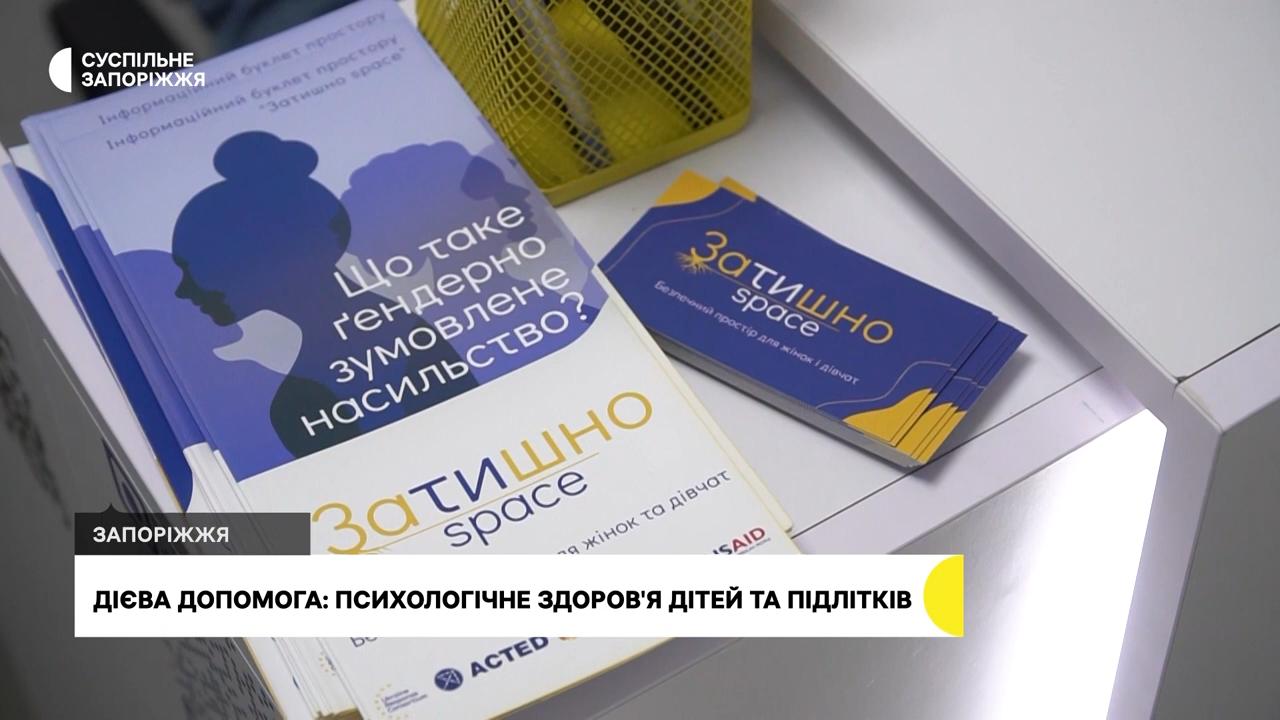 СУСПІЛЬНЕ
ЗАПОРІЖЖЯ
Інформаційний буклет простору
Інформаційний буклет простору
"Затишно space"
Що таке
ґендерно
зумовлене
насильство?
Затишно
space
для жінок та дівчат
USAID
ACTED
Затишно
space
Безпечний простір для жінок і дівчат
ЗАПОРІЖЖЯ
ДІЄВА ДОПОМОГА: ПСИХОЛОГІЧНЕ ЗДОРОВ'Я ДІТЕЙ ТА ПІДЛІТКІВ